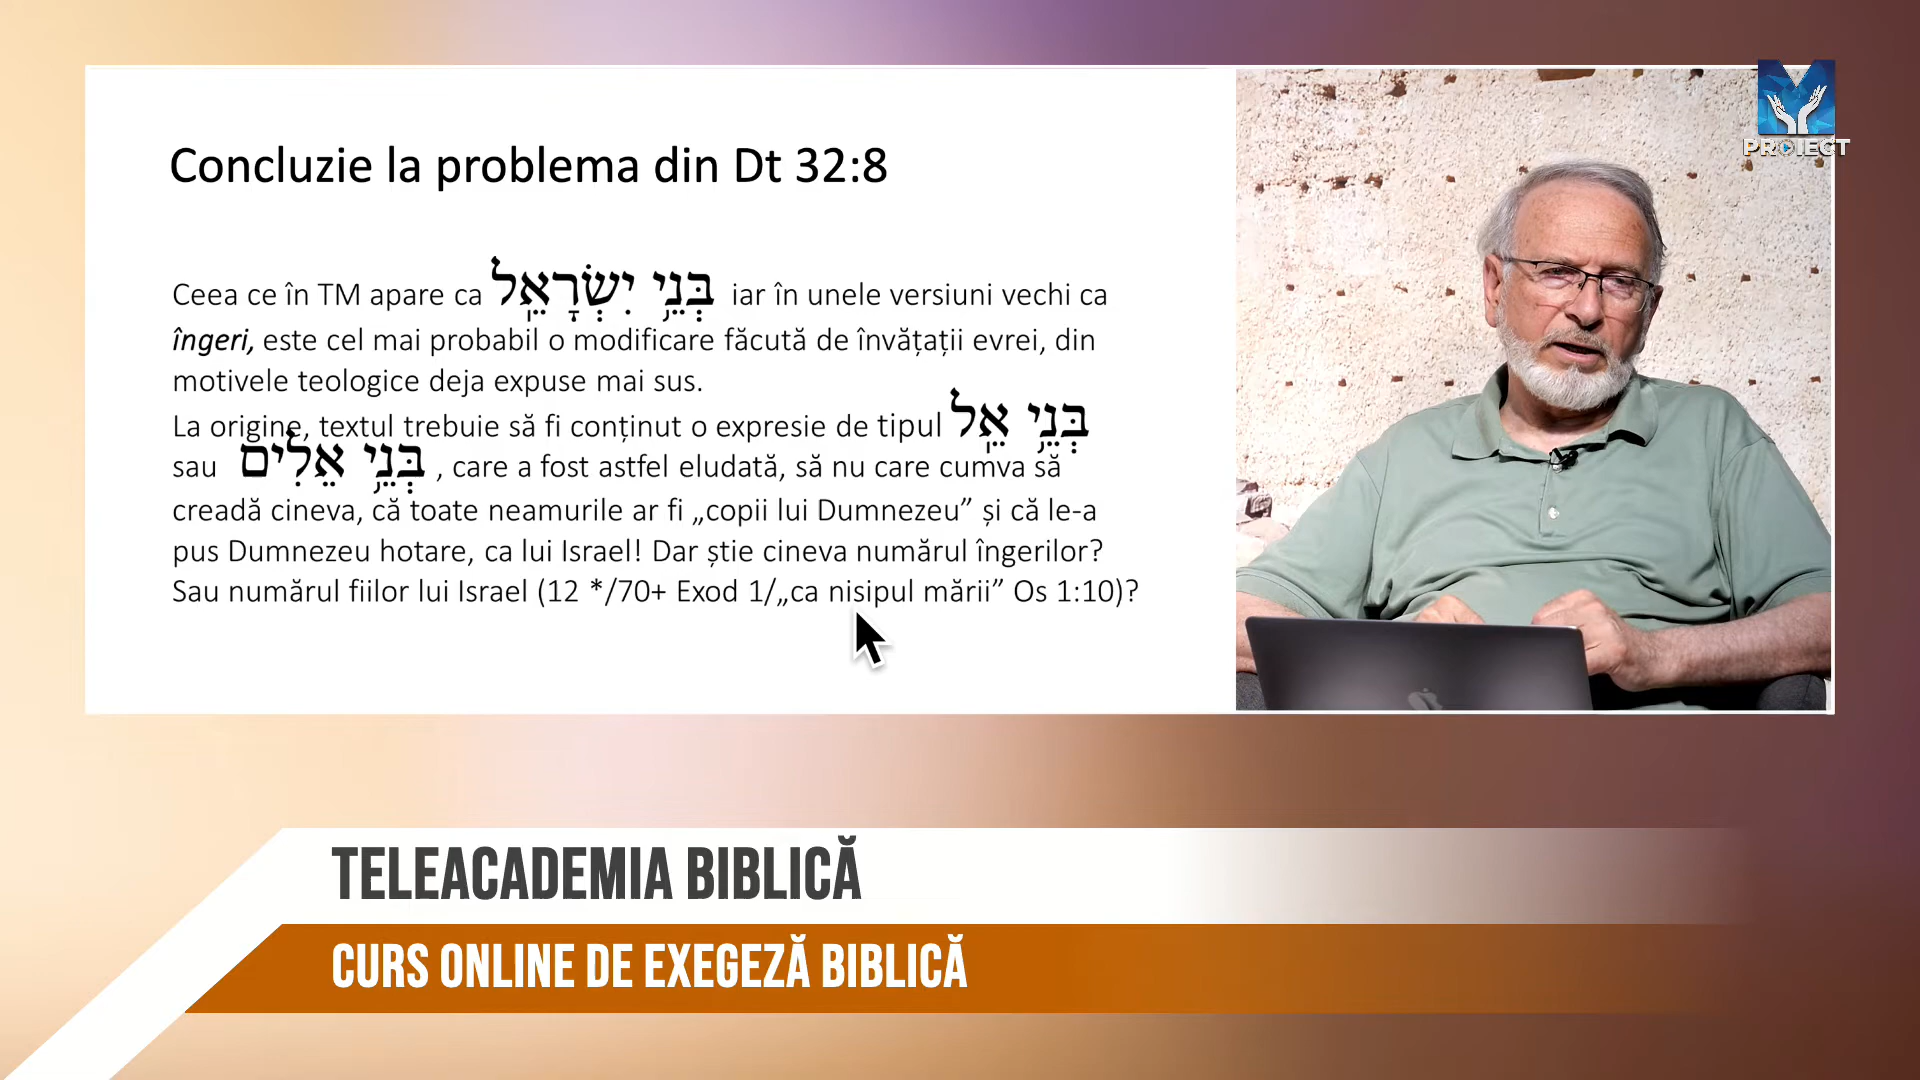 PROIECT
Concluzie la problema din Dt 32:8
Ceea ce în TM apare ca בְּנֵ֥י יִשְׂרָאֵֽל iar în unele versiuni vechi ca
îngeri, este cel mai probabil o modificare făcută de învățații evrei, din
motivele teologice deja expuse mai sus.
La origine, textul trebuie să fi conținut o expresie de tipul בְּנֵ֥י אֵֽל
sau בְּנֵ֥י אֵלִים , care a fost astfel eludată, să nu care cumva să
creadă cineva, că toate neamurile ar fi „copii lui Dumnezeu” și că le-a
pus Dumnezeu hotare, ca lui Israel! Dar știe cineva numărul îngerilor?
Sau numărul fiilor lui Israel (12 */70+ Exod 1/„ca nisipul mării” Os 1:10)?
TELEACADEMIA BIBLICĂ
CURS ONLINE DE EXEGEZĂ BIBLICĂ